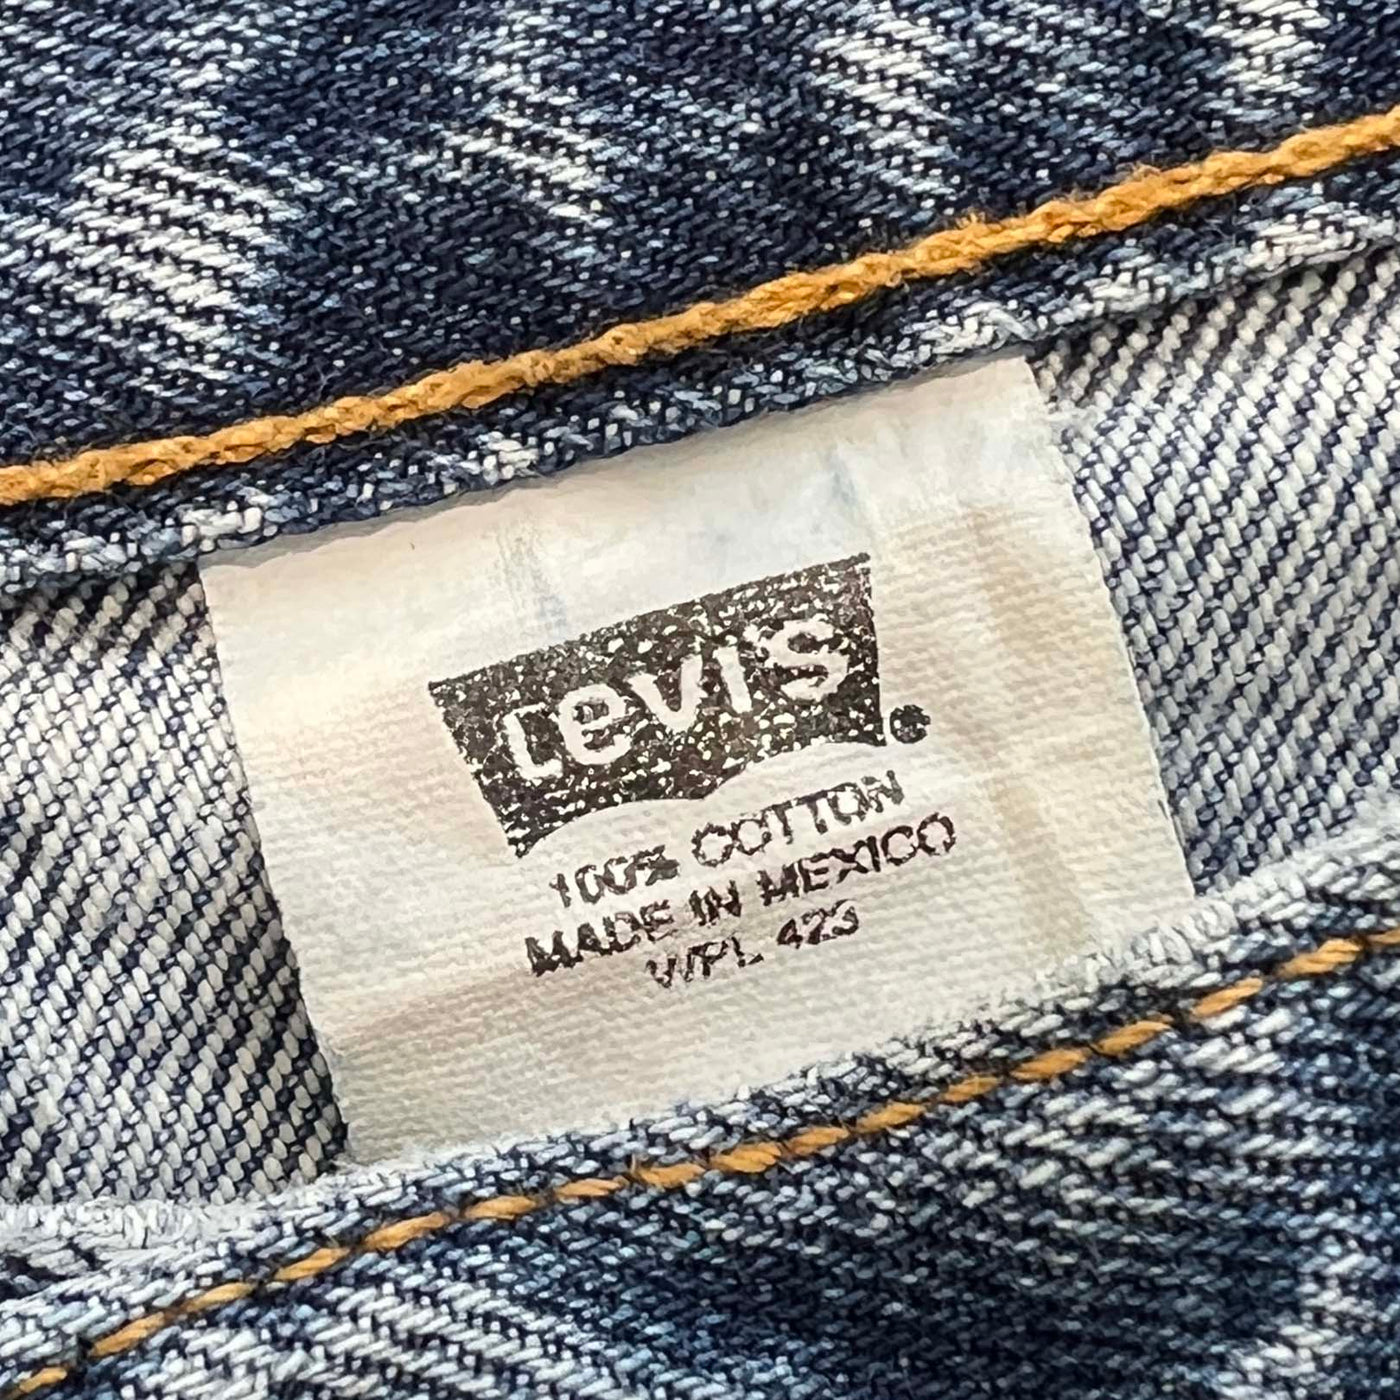 Levi's
100% COTTON
MADE IN MEXICO
WPL 423